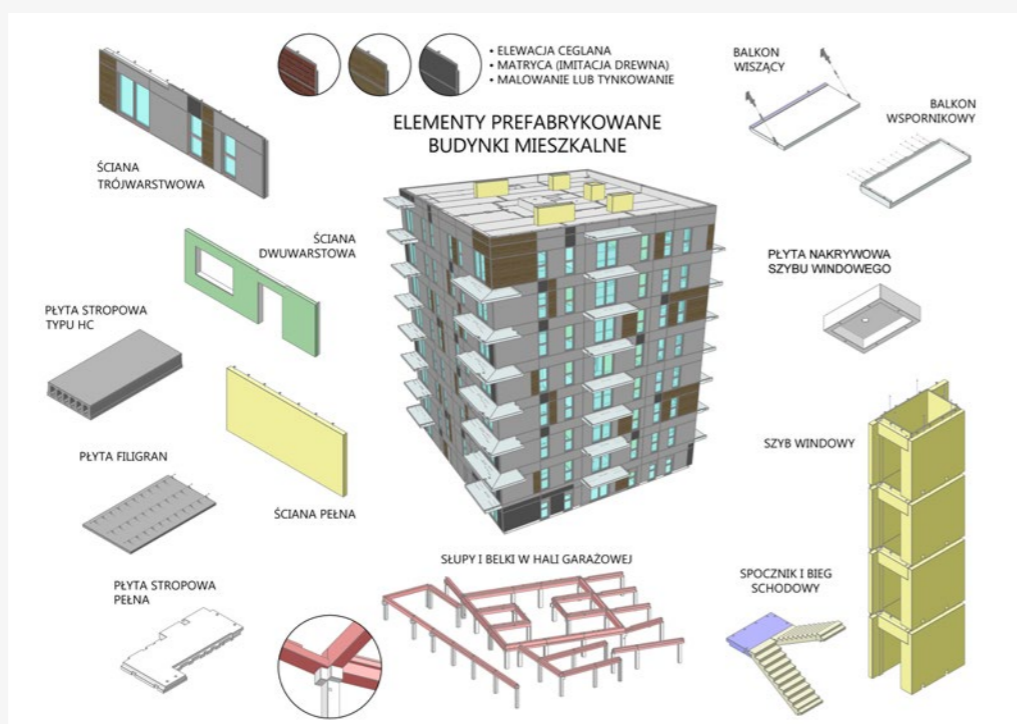 • ELEWACJA CEGLANA
• MATRYCA (IMITACJA DREWNA)
• MALOWANIE LUB TYNKOWANIE
ELEMENTY PREFABRYKOWANE
BUDYNKI MIESZKALNE
ŚCIANA
TRÓJWARSTWOWA
ŚCIANA
DWUWARSTOWA
PŁYTA STROPOWA
TYPU HC
PŁYTA FILIGRAN
ŚCIANA PEŁNA
PŁYTA STROPOWA
PEŁNA
SŁUPY I BELKI W HALI GARAŻOWEJ
BALKON
WISZĄCY
BALKON
WSPORNIKOWY
PŁYTA NAKRYWOWA
SZYBU WINDOWEGO
SZYB WINDOWY
SPOCZNIK I BIEG
SCHODOWY